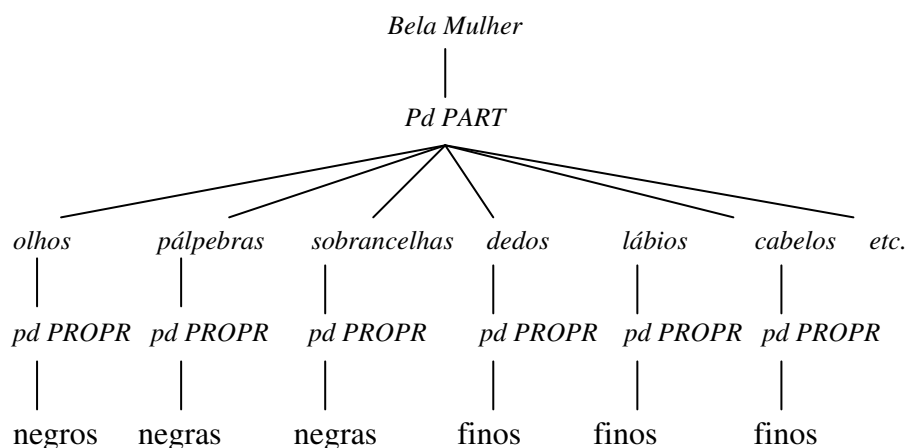 Bela Mulher
Pd PART
olhos pálpebras sobrancelhas dedos lábios cabelos etc.
pd PROPR pd PROPR pd PROPR pd PROPR pd PROPR pd PROPR
negros negras negras finos finos finos